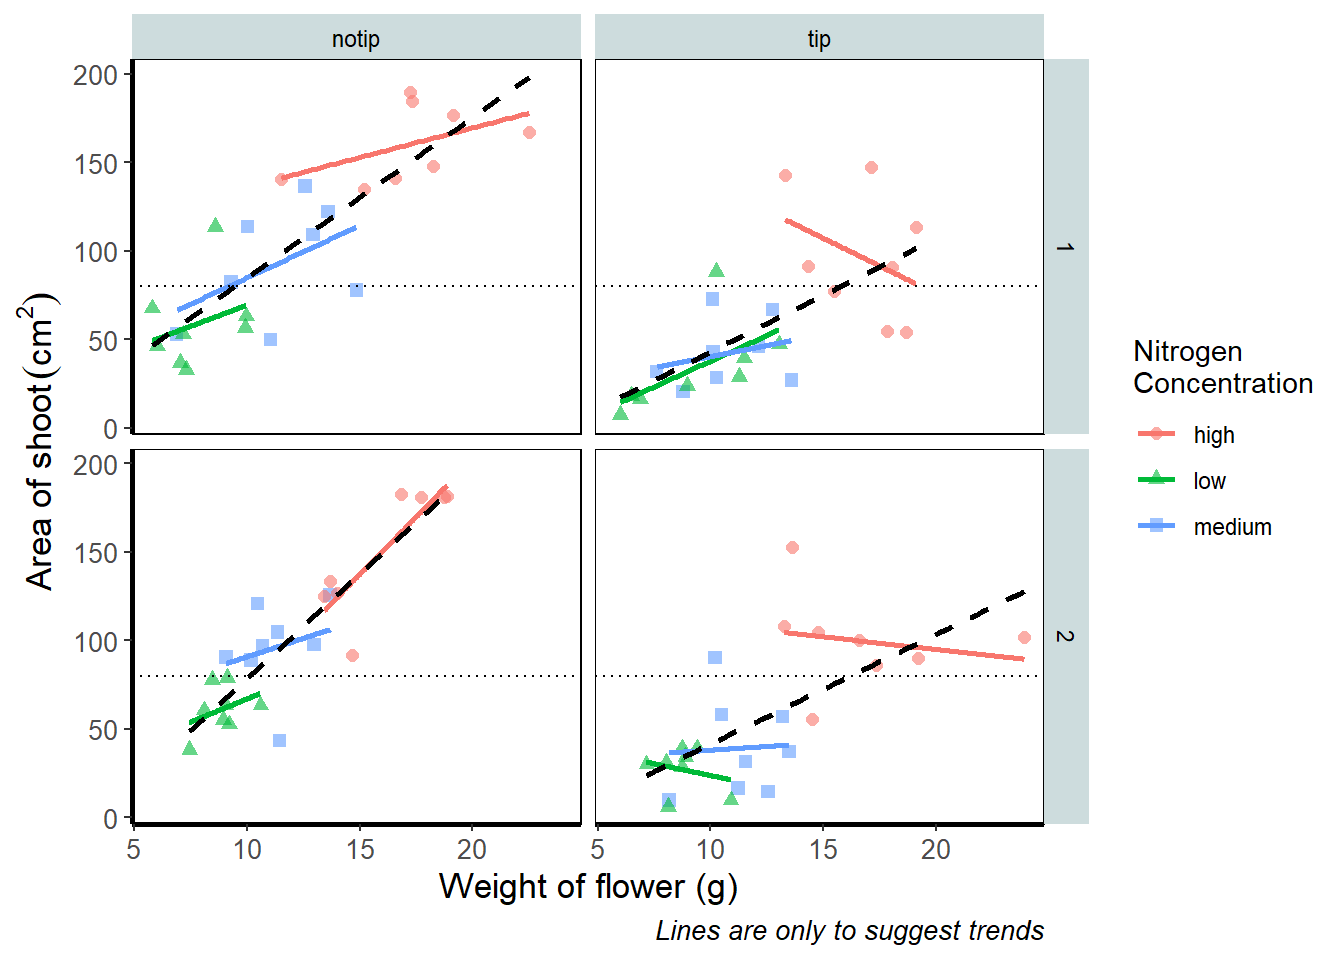 notip
tip
200
150
100
50
0
1
Area of shoot(cm²)
200
150
100
50
0
2
5
10
15
20
5
10
15
20
Weight of flower (g)
Lines are only to suggest trends
Nitrogen
Concentration
high
low
medium